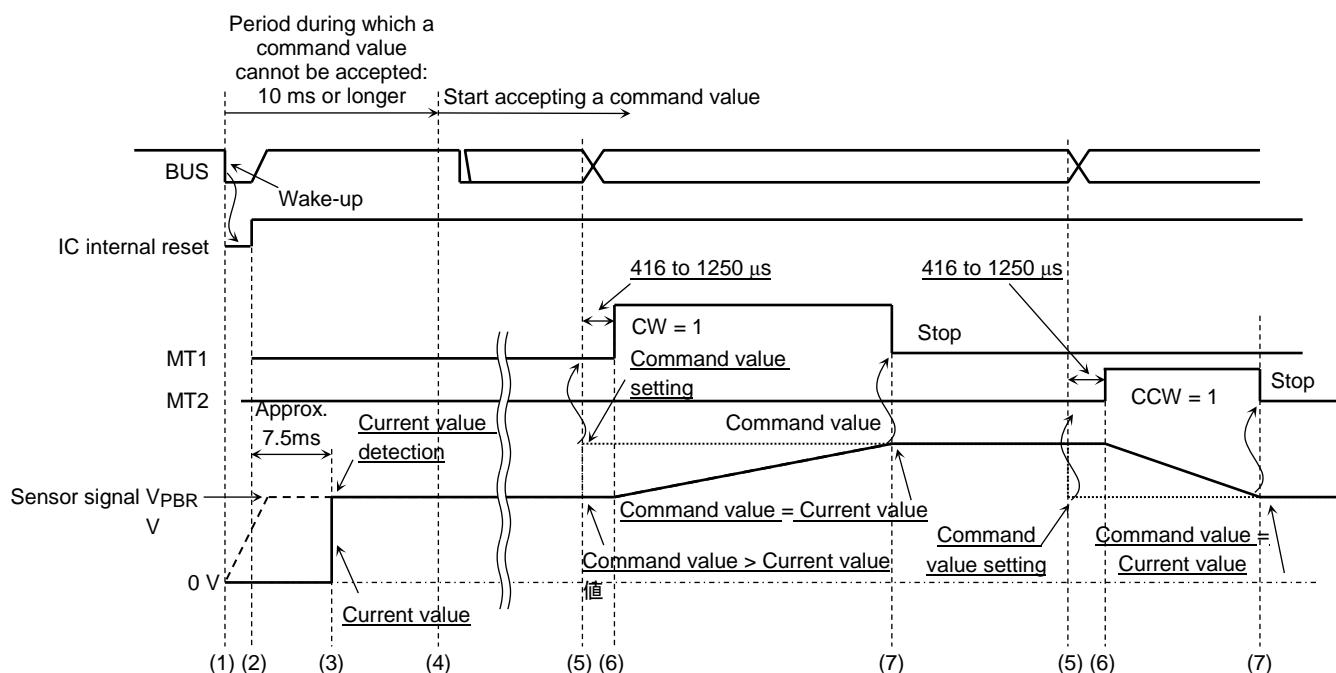 Period during which a
command value
cannot be accepted:
10 ms or longer
Start accepting a command value
BUS
Wake-up
IC internal reset
416 to 1250 μs
416 to 1250 μs
CW = 1
Stop
MT1
Command value
setting
MT2
CCW = 1
Stop
Approx.
7.5ms
Current value
detection
Command value
Sensor signal VPBR
V
Command value = Current value
Command
value setting
Command value =
Current value
Command value > Current value
値
0 V
Current value
(1) (2) (3) (4) (5) (6) (7) (5) (6) (7)